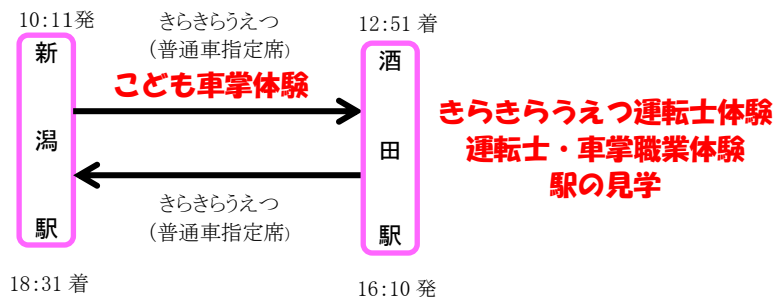 10:11発
きらきらうえつ
(普通車指定席)
12:51 着
新潟駅
こども車掌体験
酒田駅
きらきらうえつ運転士体験
運転士・車掌職業体験
駅の見学
きらきらうえつ
(普通車指定席)
18:31 着
16:10 発